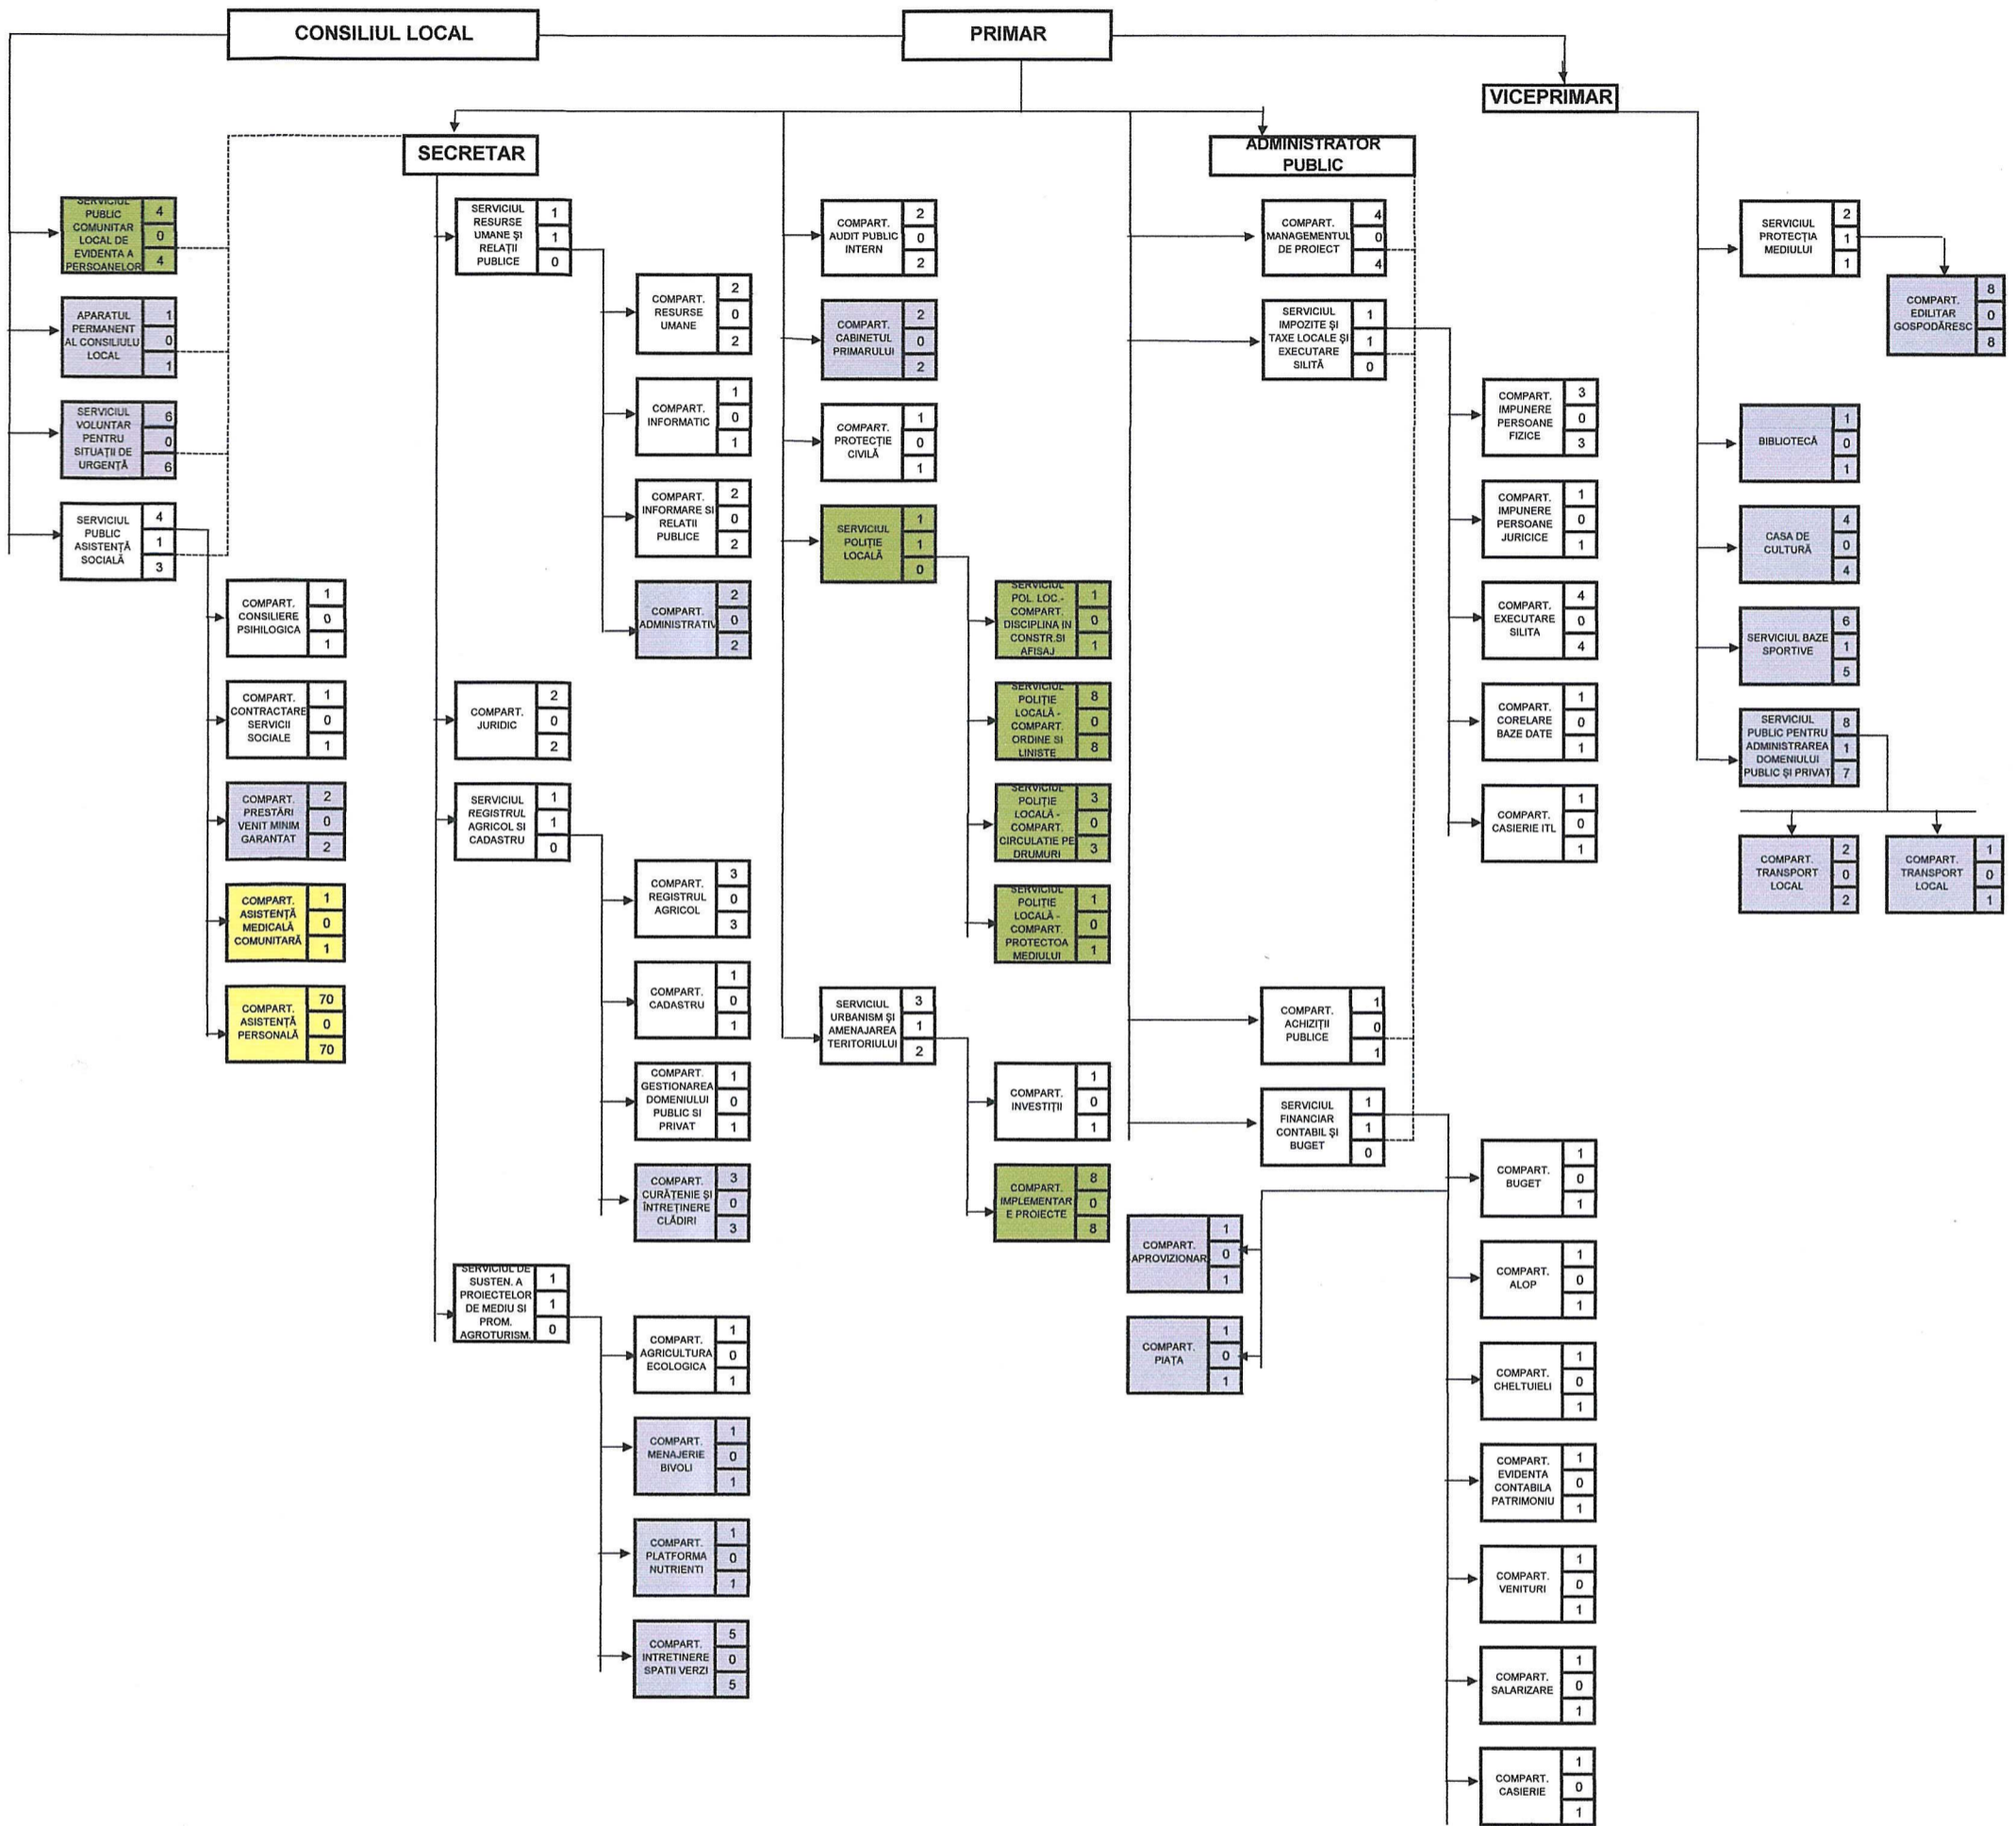 CONSILIUL LOCAL
PRIMAR
VICEPRIMAR
SECRETAR
ADMINISTRATOR
PUBLIC
SERVICIUL
PUBLIC
COMUNITAR
LOCAL DE
EVIDENTA A
PERSOANELOR
4
0
4
APARATUL
PERMANENT
AL CONSILIULU
LOCAL
1
0
1
SERVICIUL
VOLUNTAR
PENTRU
SITUAȚII DE
URGENȚĂ
6
0
6
SERVICIUL
PUBLIC
ASISTENȚĂ
SOCIALĂ
4
1
3
COMPART.
CONSILIERE
PSIHILOGICA
1
0
1
COMPART.
CONTRACTARE
SERVICII
SOCIALE
1
0
1
COMPART.
PRESTĂRI
VENIT MINIM
GARANTAT
2
0
2
COMPART.
ASISTENȚĂ
MEDICALĂ
COMUNITARĂ
1
0
1
COMPART.
ASISTENȚĂ
PERSONALĂ
70
0
70
SERVICIUL
RESURSE
UMANE ȘI
RELAȚII
PUBLICE
1
1
0
COMPART.
RESURSE
UMANE
2
0
2
COMPART.
INFORMATIC
1
0
1
COMPART.
INFORMARE SI
RELATII
PUBLICE
2
0
2
COMPART.
ADMINISTRATIV
2
0
2
COMPART.
JURIDIC
2
0
2
SERVICIUL
REGISTRUL
AGRICOL SI
CADASTRU
1
1
0
COMPART.
REGISTRUL
AGRICOL
3
0
3
COMPART.
CADASTRU
1
0
1
COMPART.
GESTIONAREA
DOMENIULUI
PUBLIC SI
PRIVAT
1
0
1
COMPART.
CURĂȚENIE ȘI
ÎNTREȚINERE
CLĂDIRI
3
0
3
SERVICIUL DE
SUSTEN. A
PROIECTELOR
DE MEDIU SI
PROM.
AGROTURISM.
1
1
0
COMPART.
AGRICULTURA
ECOLOGICA
1
0
1
COMPART.
MENAJERIE
BIVOLI
1
0
1
COMPART.
PLATFORMA
NUTRIENTI
1
0
1
COMPART.
INTRETINERE
SPATII VERZI
5
0
5
COMPART.
AUDIT PUBLIC
INTERN
2
0
2
COMPART.
CABINETUL
PRIMARULUI
2
0
2
COMPART.
PROTECȚIE
CIVILĂ
1
0
1
SERVICIUL
POLIȚIE
LOCALĂ
1
1
0
SERVICIUL
POL. LOC.-
COMPART.
DISCIPLINA IN
CONSTR.SI
AFISAJ
1
0
1
SERVICIUL
POLIȚIE
LOCALĂ -
COMPART.
ORDINE SI
LINISTE
8
0
8
SERVICIUL
POLIȚIE
LOCALĂ -
COMPART.
CIRCULATIE PE
DRUMURI
3
0
3
SERVICIUL
POLIȚIE
LOCALĂ -
COMPART.
PROTECTOA
MEDIULUI
1
0
1
SERVICIUL
URBANISM ȘI
AMENAJAREA
TERITORIULUI
3
1
2
COMPART.
INVESTIȚII
1
0
1
COMPART.
IMPLEMENTAR
E PROIECTE
8
0
8
COMPART.
MANAGEMENTUL
DE PROIECT
4
0
4
SERVICIUL
IMPOZITE ȘI
TAXE LOCALE ȘI
EXECUTARE
SILITĂ
1
1
0
COMPART.
IMPUNERE
PERSOANE
FIZICE
3
0
3
COMPART.
IMPUNERE
PERSOANE
JURICICE
1
0
1
COMPART.
EXECUTARE
SILITA
4
0
4
COMPART.
CORELARE
BAZE DATE
1
0
1
COMPART.
CASIERIE ITL
1
0
1
COMPART.
ACHIZIȚII
PUBLICE
1
0
1
SERVICIUL
FINANCIAR
CONTABIL ȘI
BUGET
1
1
0
COMPART.
APROVIZIONAR
1
0
1
COMPART.
PIAȚA
1
0
1
COMPART.
BUGET
1
0
1
COMPART.
ALOP
1
0
1
COMPART.
CHELTUIELI
1
0
1
COMPART.
EVIDENTA
CONTABILA
PATRIMONIU
1
0
1
COMPART.
VENITURI
1
0
1
COMPART.
SALARIZARE
1
0
1
COMPART.
CASIERIE
1
0
1
SERVICIUL
PROTECȚIA
MEDIULUI
2
1
1
COMPART.
EDILITAR
GOSPODĂRESC
8
0
8
BIBLIOTECĂ
1
0
1
CASA DE
CULTURĂ
4
0
4
SERVICIUL BAZE
SPORTIVE
6
1
5
SERVICIUL
PUBLIC PENTRU
ADMINISTRAREA
DOMENIULUI
PUBLIC ȘI PRIVAT
8
1
7
COMPART.
TRANSPORT
LOCAL
2
0
2
COMPART.
TRANSPORT
LOCAL
1
0
1